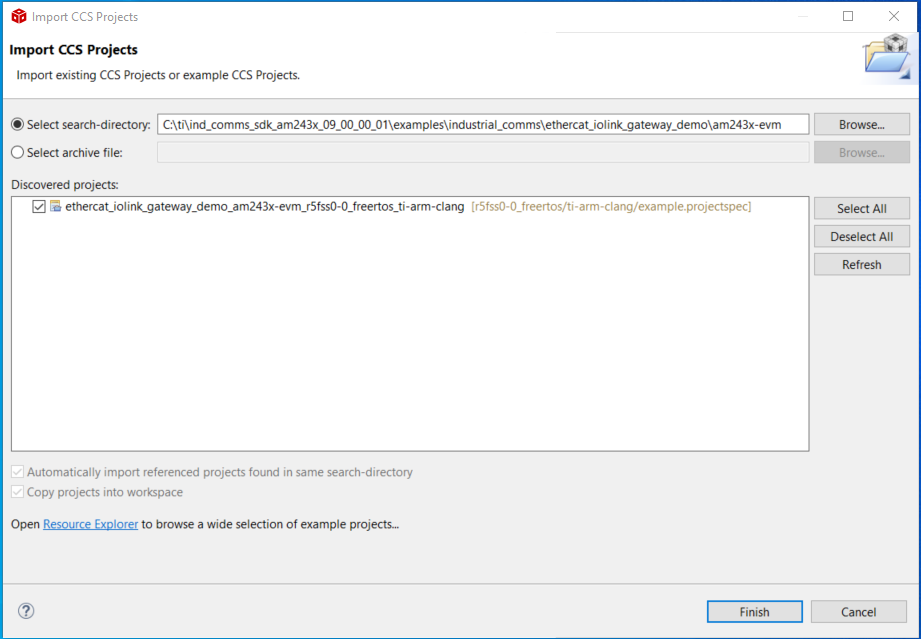 Import CCS Projects
Import CCS Projects
Import existing CCS Projects or example CCS Projects.
Select search-directory: C:\ti\ind_comms_sdk_am243x_09_00_00_01\examples\industrial_comms\ethercat_iolink_gateway_demo\am243x-evm Browse...
Select archive file: Browse...
Discovered projects:
ethercat_iolink_gateway_demo_am243x-evm_r5fss0-0_freertos_ti-arm-clang [r5fss0-0_freertos/ti-arm-clang/example.projectspec]
Select All
Deselect All
Refresh
Automatically import referenced projects found in same search-directory
Copy projects into workspace
Open Resource Explorer to browse a wide selection of example projects...
? Finish Cancel